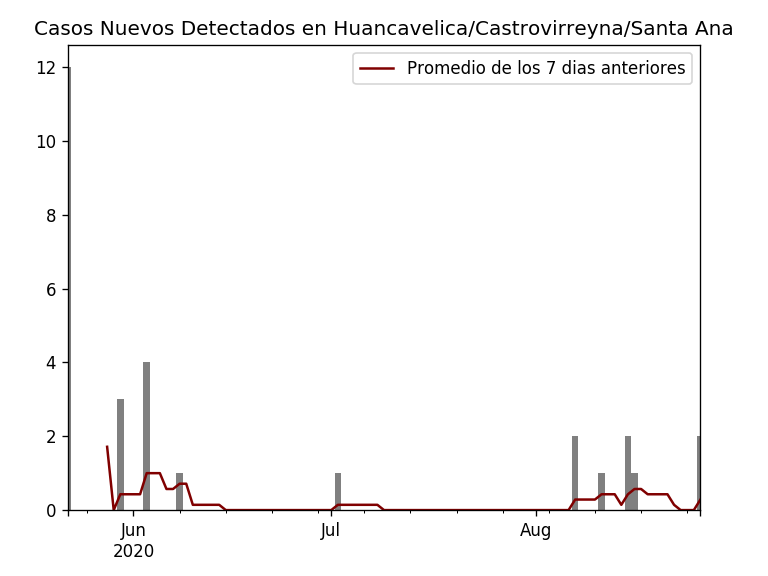 Casos Nuevos Detectados en Huancavelica/Castrovirreyna/Santa Ana
Promedio de los 7 dias anteriores
12
10
8
6
4
2
0
Jun
2020
Jul
Aug